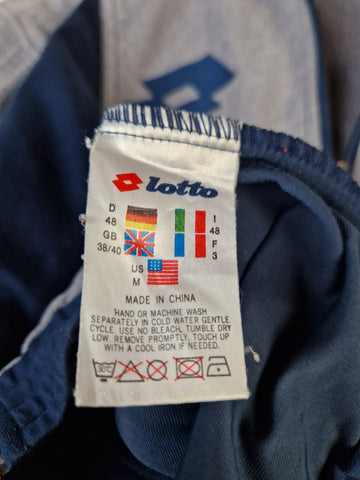 lotto
D I
48 48
GB F
38/40 3
US
M
MADE IN CHINA
HAND OR MACHINE WASH
SEPARATELY IN COLD WATER GENTLE
CYCLE. USE NO BLEACH, TUMBLE DRY
LOW. REMOVE PROMPTLY. TOUCH UP
WITH A COOL IRON IF NEEDED.
30°C